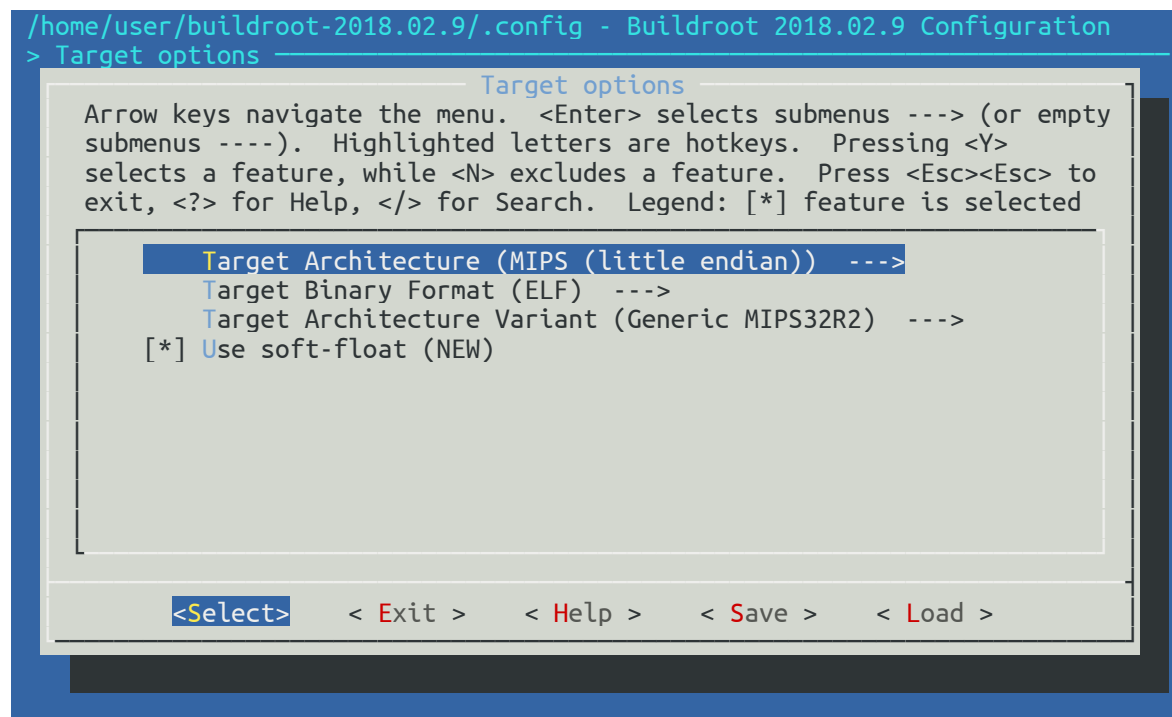 /home/user/buildroot-2018.02.9/.config - Buildroot 2018.02.9 Configuration
> Target options
Target options
Arrow keys navigate the menu.  <Enter> selects submenus ---> (or empty
submenus ----).  Highlighted letters are hotkeys.  Pressing <Y>
selects a feature, while <N> excludes a feature.  Press <Esc><Esc> to
exit, <?> for Help, </> for Search.  Legend: [*] feature is selected
Target Architecture (MIPS (little endian))  --->
Target Binary Format (ELF)  --->
Target Architecture Variant (Generic MIPS32R2)  --->
[*] Use soft-float (NEW)
<Select>    < Exit >    < Help >    < Save >    < Load >